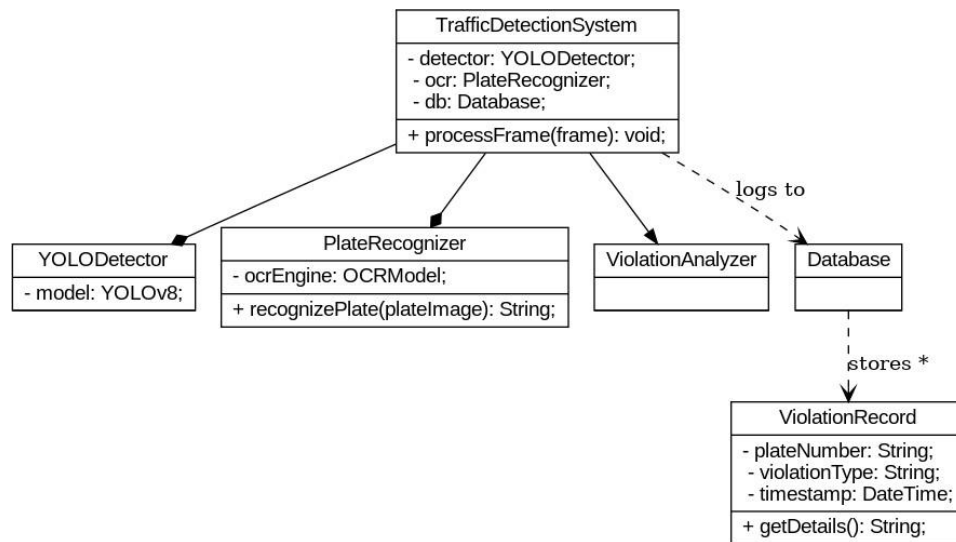 TrafficDetectionSystem
- detector: YOLODetector;
- ocr: PlateRecognizer;
- db: Database;
+ processFrame(frame): void;
logs to
YOLODetector
- model: YOLOv8;
PlateRecognizer
- ocrEngine: OCRModel;
+ recognizePlate(plateImage): String;
ViolationAnalyzer
Database
stores *
ViolationRecord
- plateNumber: String;
- violationType: String;
- timestamp: DateTime;
+ getDetails(): String;